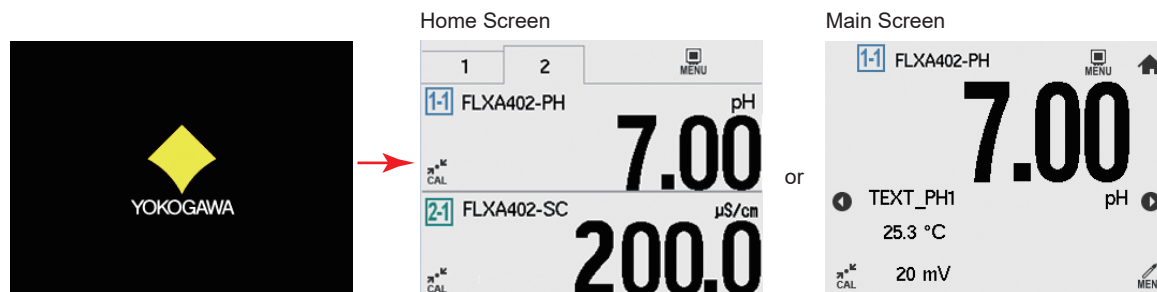 Home Screen
Main Screen
YOKOGAWA
1 2 MENU
1-1 FLXA402-PH pH
7.00
CAL
2-1 FLXA402-SC µS/cm
200.0
CAL
or
1-1 FLXA402-PH MENU
7.00
TEXT_PH1 pH
25.3 °C
CAL 20 mV